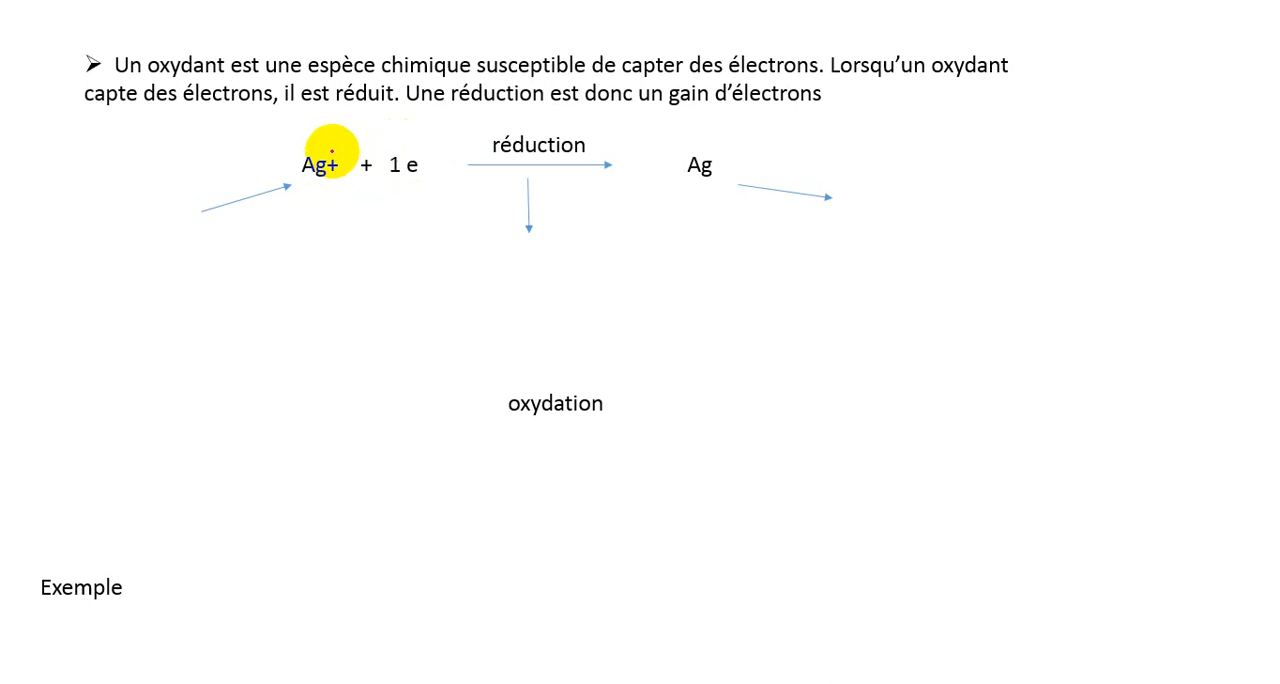 Un oxydant est une espèce chimique susceptible de capter des électrons. Lorsqu’un oxydant
capte des électrons, il est réduit. Une réduction est donc un gain d’électrons
réduction
Ag+ + 1 e Ag
oxydation
Exemple